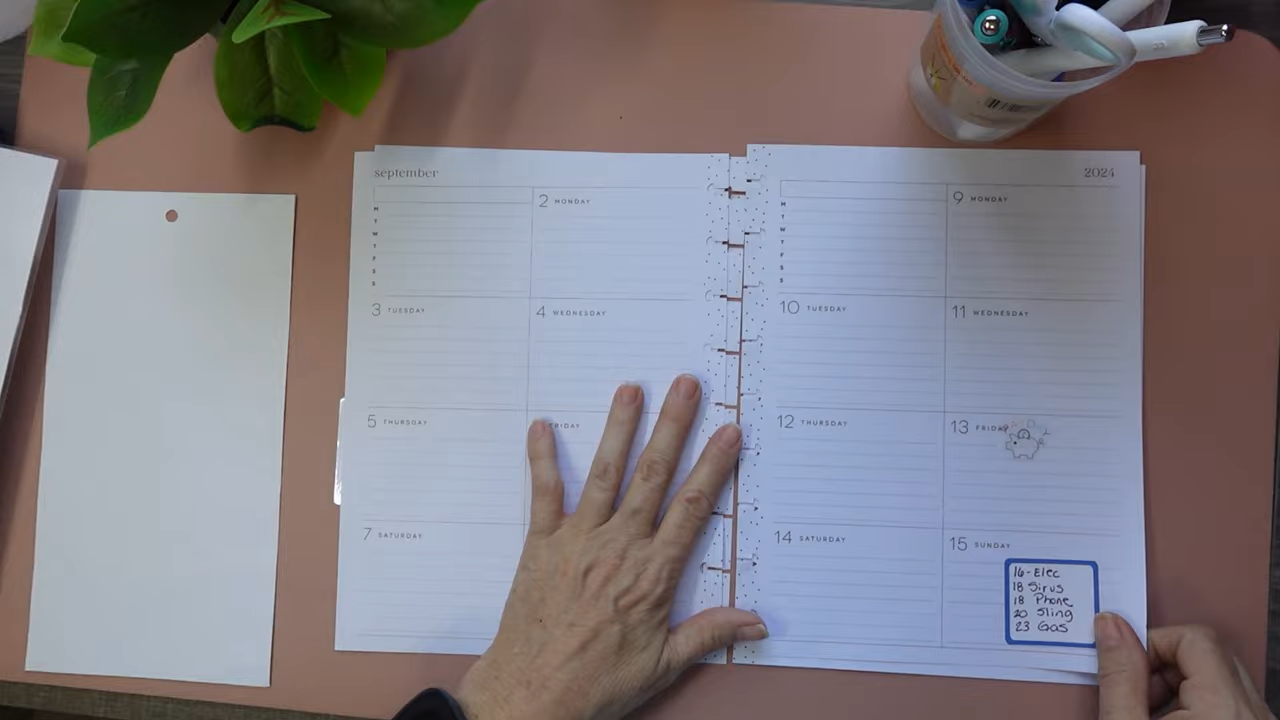 september
M
T
W
T
F
S
S
2 MONDAY
3 TUESDAY
4 WEDNESDAY
5 THURSDAY
FRIDAY
7 SATURDAY
2024
M
T
W
T
F
S
S
9 MONDAY
10 TUESDAY
11 WEDNESDAY
12 THURSDAY
13 FRIDAY
14 SATURDAY
15 SUNDAY
16-Elec
18 Sirus
18 Phone
20 Sling
23 Gas